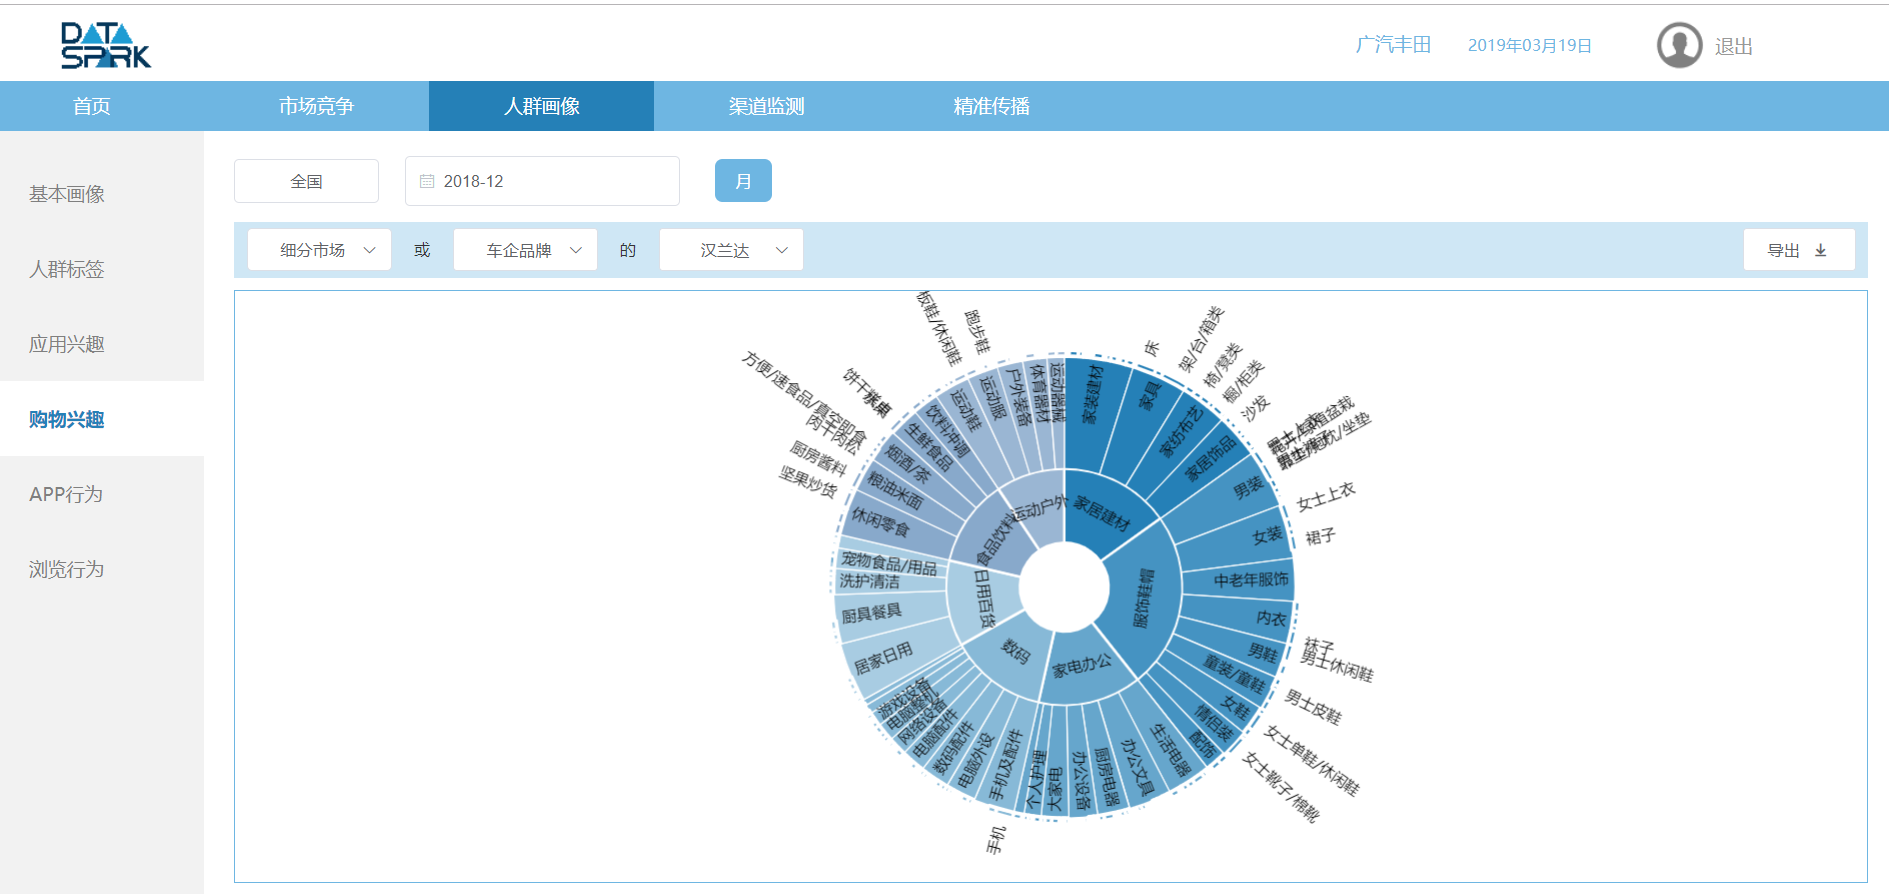 DATA
SPARK
广汽丰田
2019年03月19日
退出
首页
市场竞争
人群画像
渠道监测
精准传播
基本画像
人群标签
应用兴趣
购物兴趣
APP行为
浏览行为
全国
2018-12
月
细分市场
或
车企品牌
的
汉兰达
导出
家居建材
服饰鞋帽
家电办公
数码
日用百货
食品饮料
运动户外
家装建材
家具
家纺布艺
家居饰品
男装
女装
中老年服饰
内衣
男鞋
童装/童鞋
女鞋
情侣装
配饰
生活电器
办公文具
厨房电器
办公设备
大家电
个人护理
手机及配件
电脑外设
数码配件
电脑配件
网络设备
电脑整机
游戏设备
居家日用
厨具餐具
洗护清洁
宠物食品/用品
休闲零食
粮油米面
烟酒/茶
生鲜食品
饮料冲调
运动鞋
运动服
户外装备
体育器材
运动器械
床
架/台/箱类
椅/凳类
橱/柜类
沙发
女士上衣
裙子
袜子
男士休闲鞋
男士皮鞋
女士单鞋/休闲鞋
女士靴子/棉靴
手机
坚果炒货
厨房酱料
肉干肉松
方便/速食品/真空即食
板鞋/休闲鞋
跑步鞋